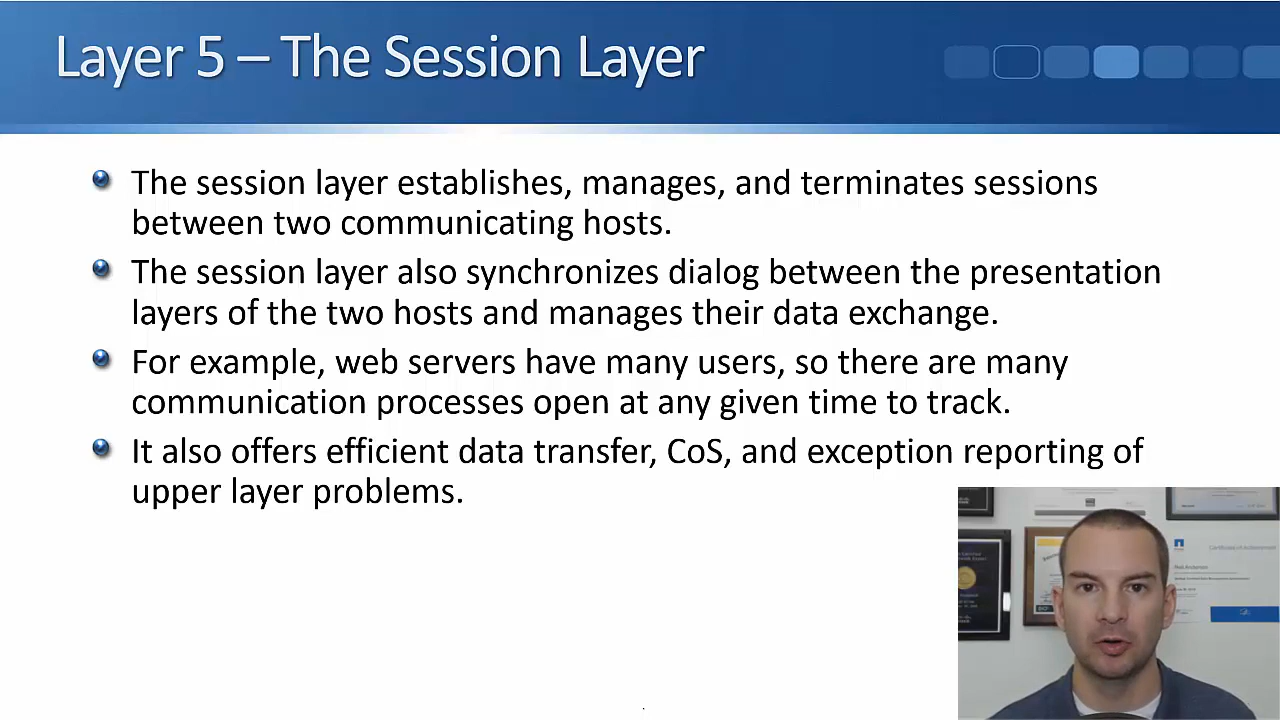 Layer 5 – The Session Layer
The session layer establishes, manages, and terminates sessions
between two communicating hosts.
The session layer also synchronizes dialog between the presentation
layers of the two hosts and manages their data exchange.
For example, web servers have many users, so there are many
communication processes open at any given time to track.
It also offers efficient data transfer, CoS, and exception reporting of
upper layer problems.
Certificate of Achievement